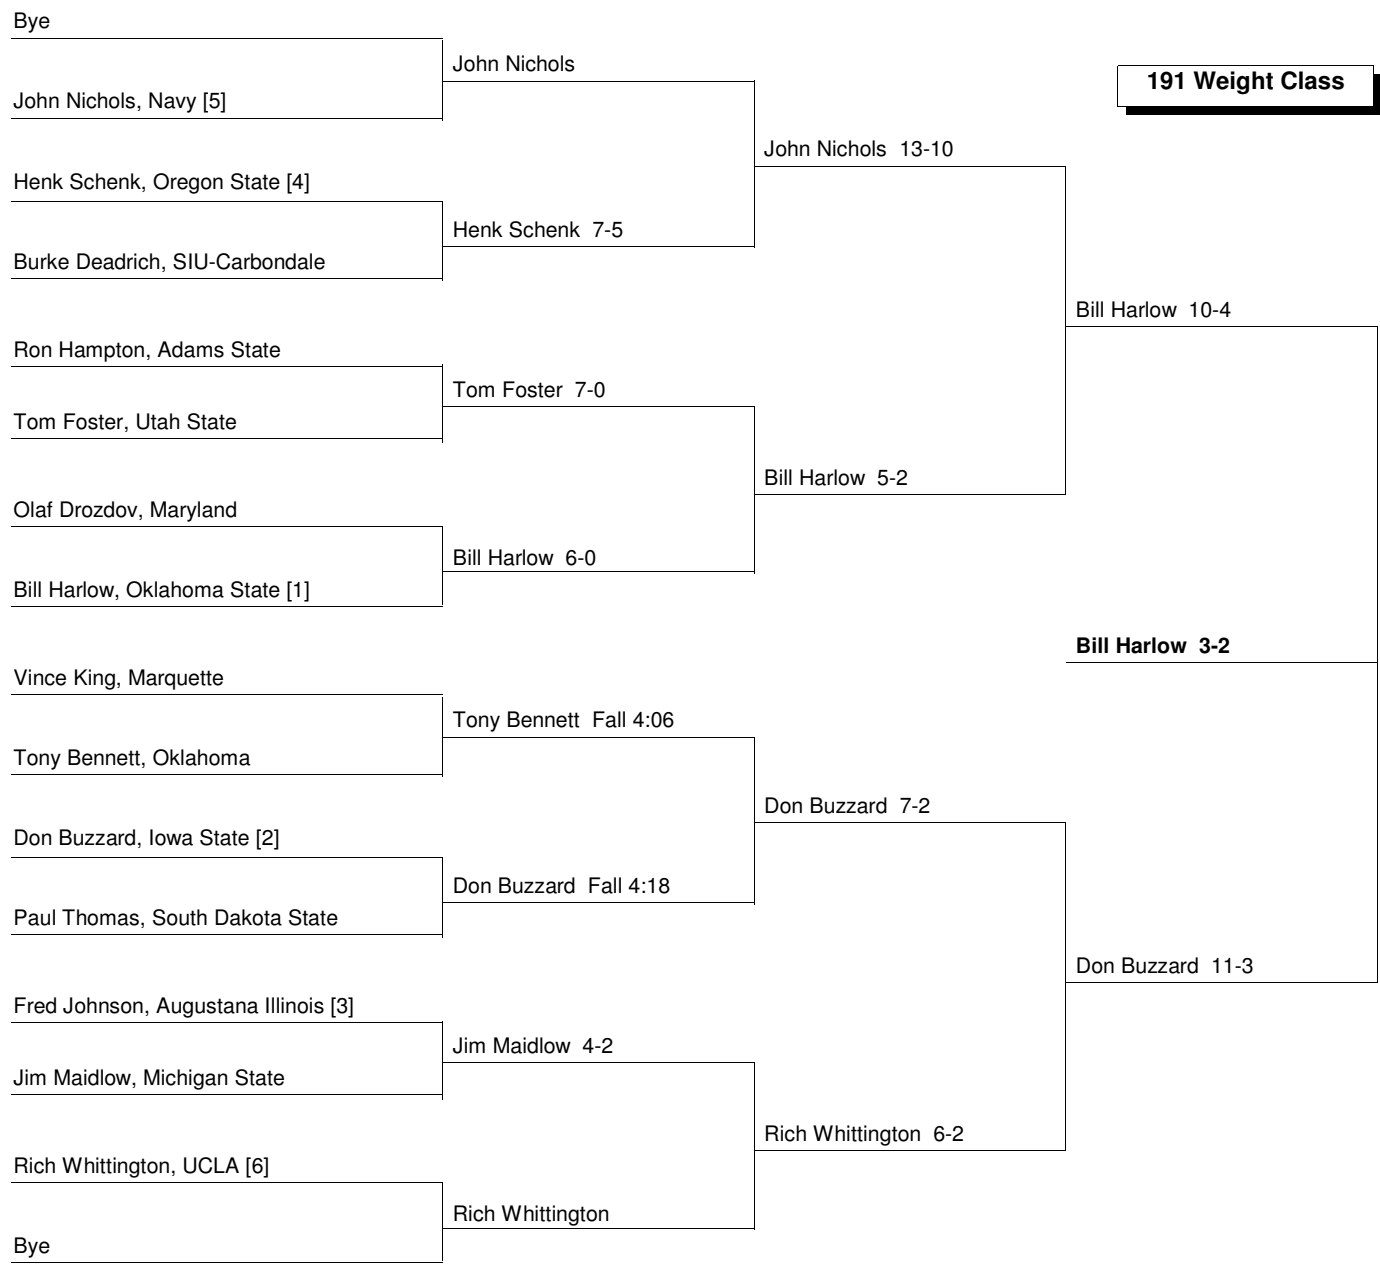 Bye
John Nichols
191 Weight Class
John Nichols, Navy [5]
John Nichols 13-10
Henk Schenk, Oregon State [4]
Henk Schenk 7-5
Burke Deadrich, SIU-Carbondale
Bill Harlow 10-4
Ron Hampton, Adams State
Tom Foster 7-0
Tom Foster, Utah State
Bill Harlow 5-2
Olaf Drozdov, Maryland
Bill Harlow 6-0
Bill Harlow, Oklahoma State [1]
Bill Harlow 3-2
Vince King, Marquette
Tony Bennett Fall 4:06
Tony Bennett, Oklahoma
Don Buzzard 7-2
Don Buzzard, Iowa State [2]
Don Buzzard Fall 4:18
Paul Thomas, South Dakota State
Don Buzzard 11-3
Fred Johnson, Augustana Illinois [3]
Jim Maidlow 4-2
Jim Maidlow, Michigan State
Rich Whittington 6-2
Rich Whittington, UCLA [6]
Rich Whittington
Bye